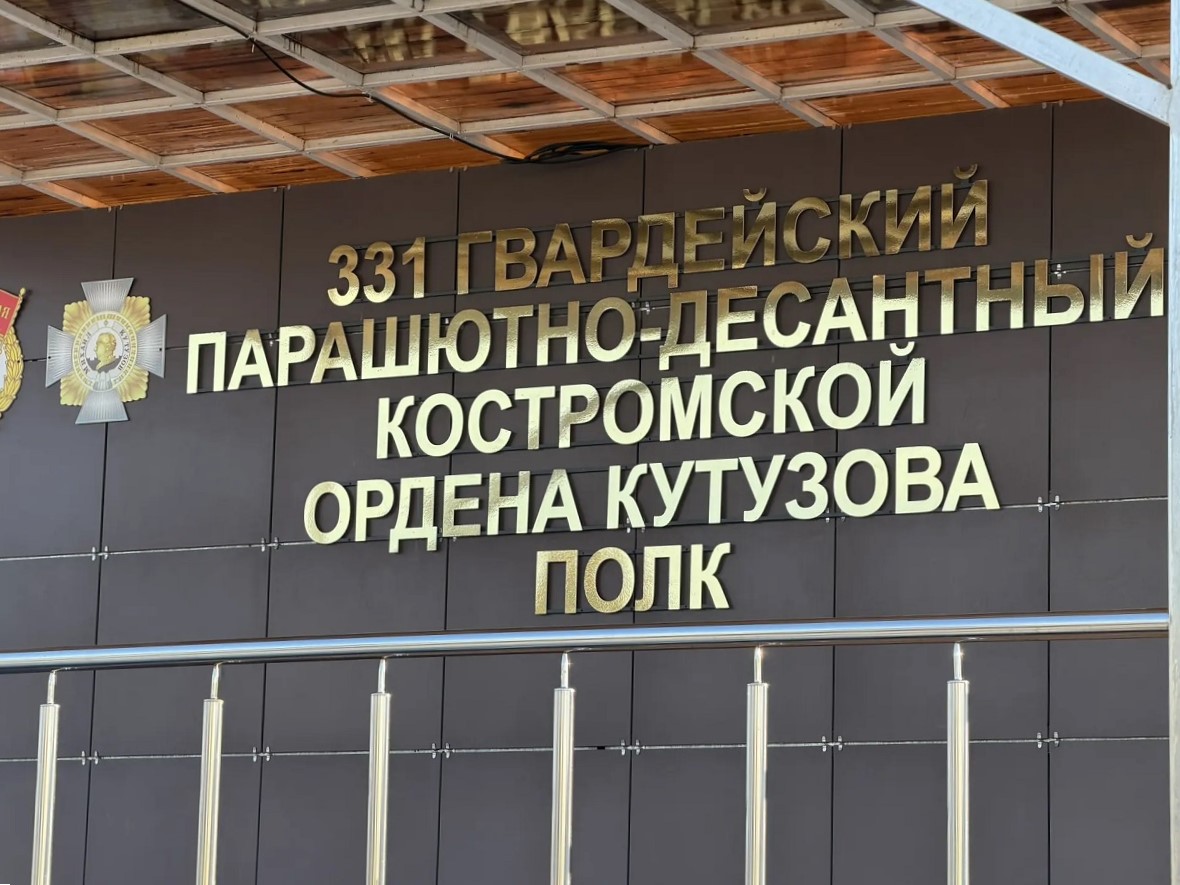 331 ГВАРДЕЙСКИЙ
ПАРАШЮТНО-ДЕСАНТНЫЙ
КОСТРОМСКОЙ
ОРДЕНА КУТУЗОВА
ПОЛК